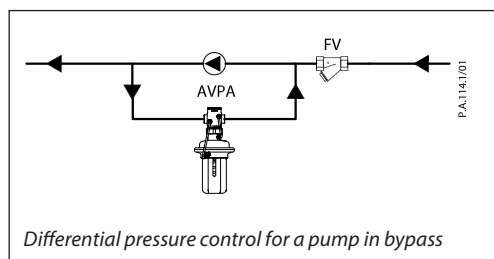 FV
AVPA
P.A.114.1/01
Differential pressure control for a pump in bypass